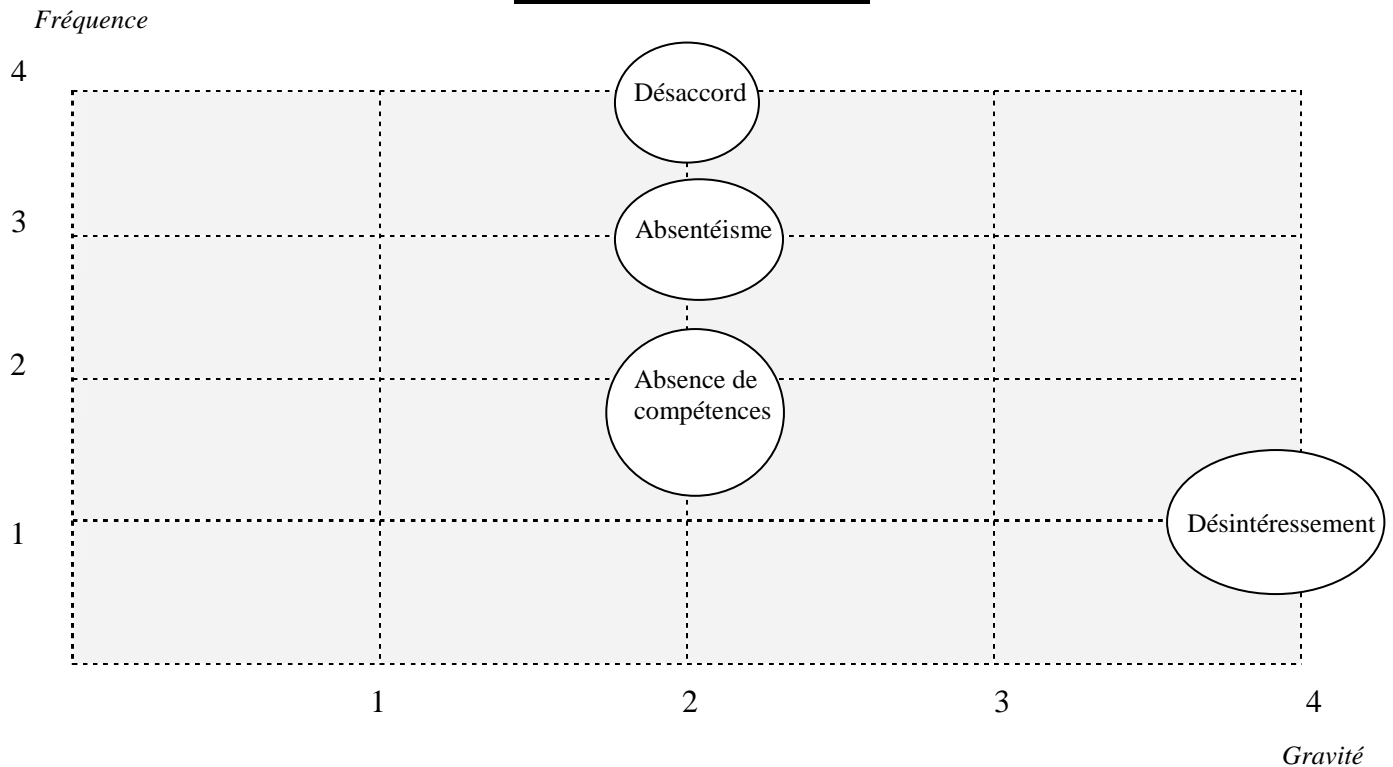 Fréquence
4
Désaccord
3
Absentéisme
2
Absence de
compétences
1
Désintéressement
1 2 3 4
Gravité